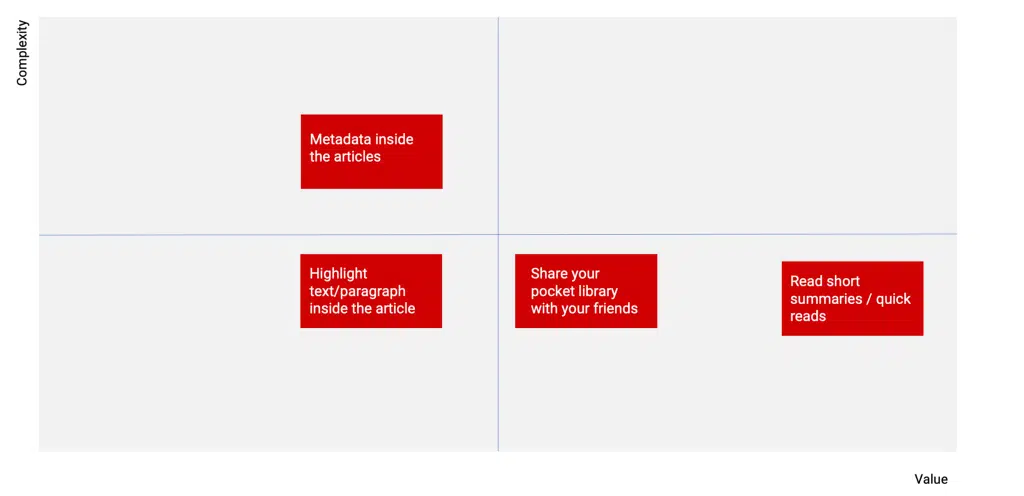 Complexity
Metadada inside
the articles
Highlight
text/paragraph
inside the article
Share your
pocket library
with your friends
Read short
summaries / quick
reads
Value